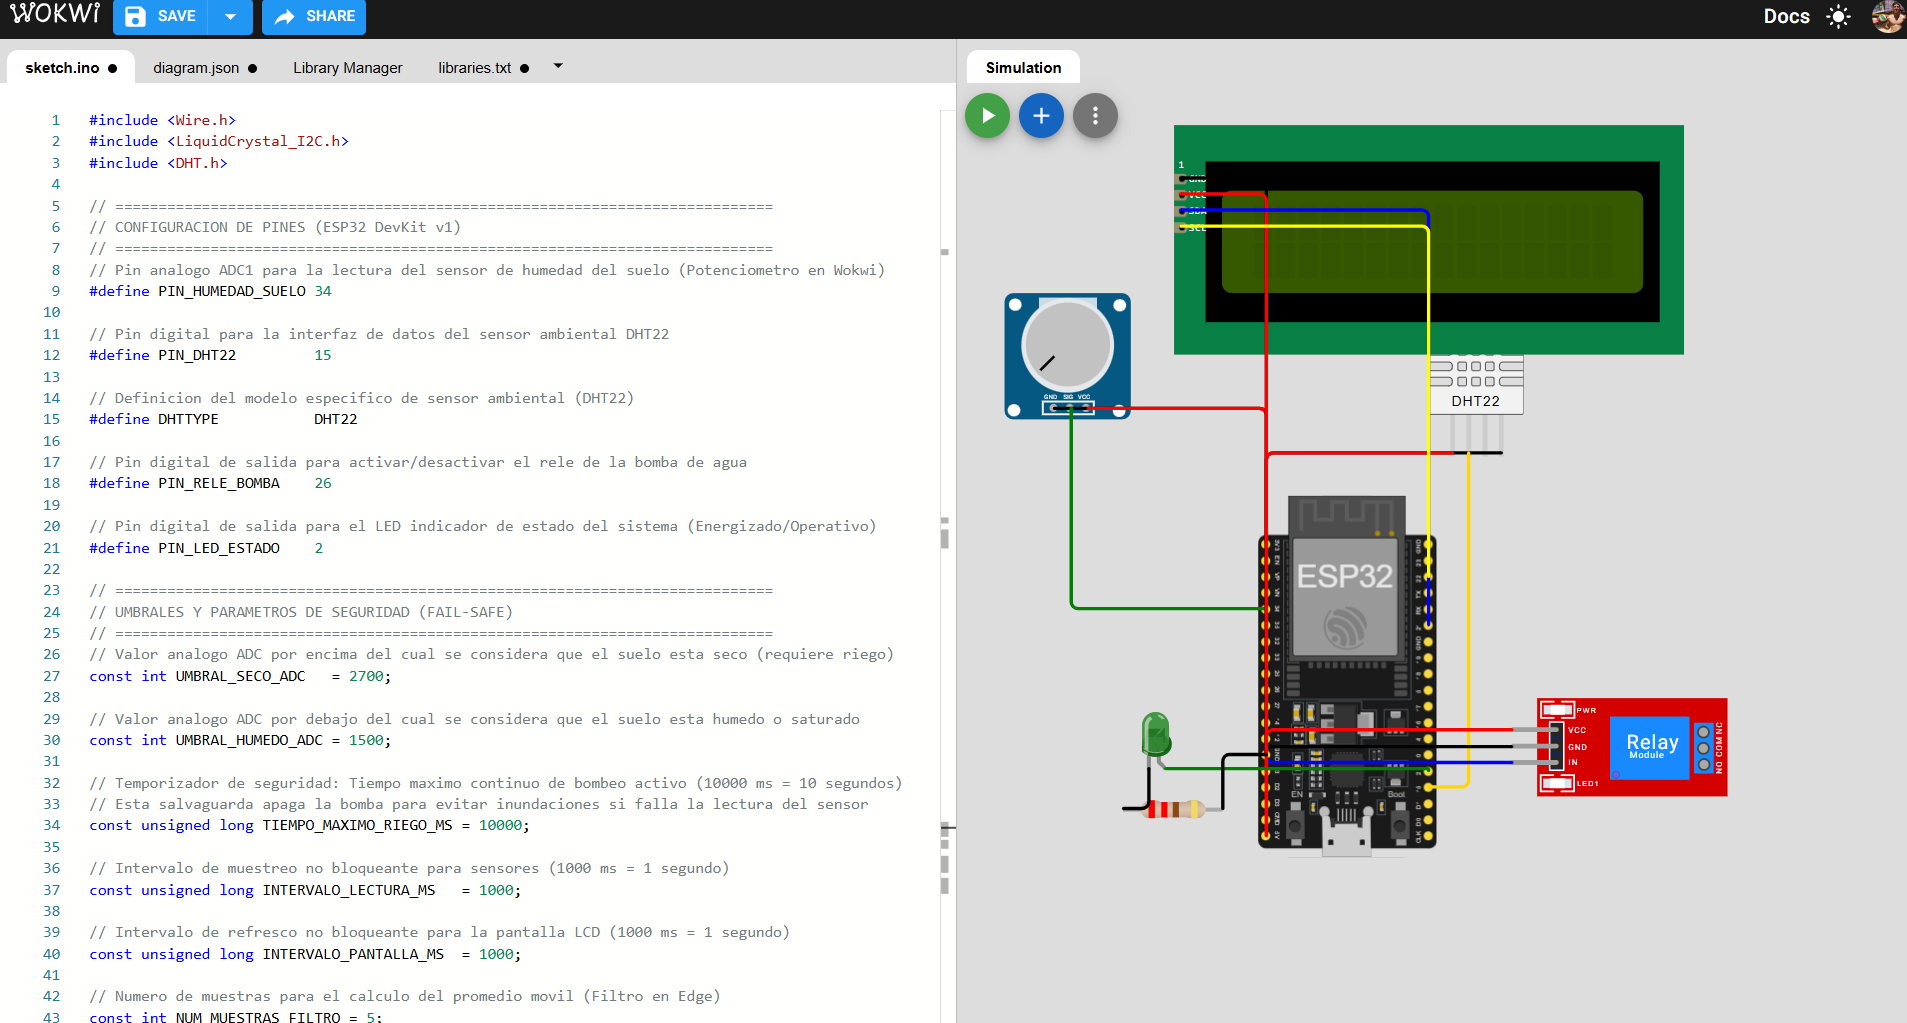 WOKWI
SAVE
SHARE
Docs
sketch.ino ●
diagram.json ●
Library Manager
libraries.txt ●
Simulation
1 #include <Wire.h>
2 #include <LiquidCrystal_I2C.h>
3 #include <DHT.h>
4
5 // ============================================================================
6 // CONFIGURACION DE PINES (ESP32 DevKit v1)
7 // ============================================================================
8 // Pin analogo ADC1 para la lectura del sensor de humedad del suelo (Potenciometro en Wokwi)
9 #define PIN_HUMEDAD_SUELO 34
10
11 // Pin digital para la interfaz de datos del sensor ambiental DHT22
12 #define PIN_DHT22 15
13
14 // Definicion del modelo especifico de sensor ambiental (DHT22)
15 #define DHTTYPE DHT22
16
17 // Pin digital de salida para activar/desactivar el rele de la bomba de agua
18 #define PIN_RELE_BOMBA 26
19
20 // Pin digital de salida para el LED indicador de estado del sistema (Energizado/Operativo)
21 #define PIN_LED_ESTADO 2
22
23 // ============================================================================
24 // UMBRALES Y PARAMETROS DE SEGURIDAD (FAIL-SAFE)
25 // ============================================================================
26 // Valor analogo ADC por encima del cual se considera que el suelo esta seco (requiere riego)
27 const int UMBRAL_SECO_ADC = 2700;
28
29 // Valor analogo ADC por debajo del cual se considera que el suelo esta humedo o saturado
30 const int UMBRAL_HUMEDO_ADC = 1500;
31
32 // Temporizador de seguridad: Tiempo maximo continuo de bombeo activo (10000 ms = 10 segundos)
33 // Esta salvaguarda apaga la bomba para evitar inundaciones si falla la lectura del sensor
34 const unsigned long TIEMPO_MAXIMO_RIEGO_MS = 10000;
35
36 // Intervalo de muestreo no bloqueante para sensores (1000 ms = 1 segundo)
37 const unsigned long INTERVALO_LECTURA_MS = 1000;
38
39 // Intervalo de refresco no bloqueante para la pantalla LCD (1000 ms = 1 segundo)
40 const unsigned long INTERVALO_PANTALLA_MS = 1000;
41
42 // Numero de muestras para el calculo del promedio movil (Filtro en Edge)
43 const int NUM_MUESTRAS_FILTRO = 5;
1
GND
VCC
SDA
SCL
GND SIG VCC
DHT22
ESP32
EN
Boot
PWR
VCC
GND
IN
LED1
Relay
Module
NO COM NC